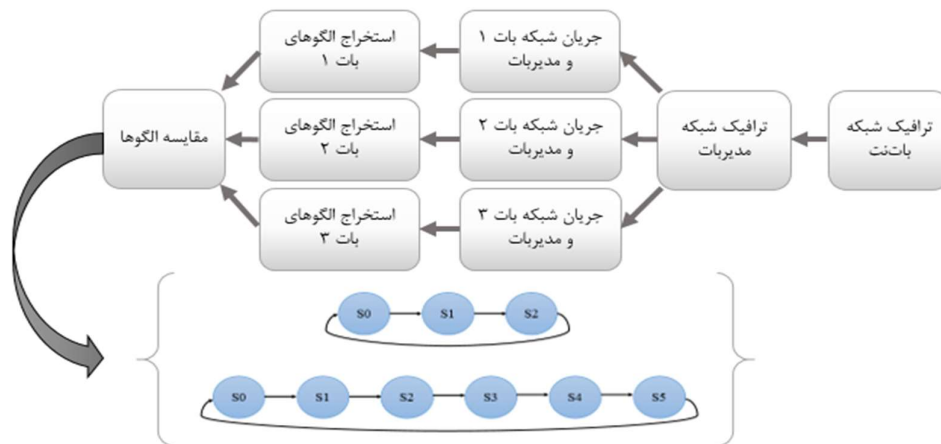 ترافیک شبکه
بات‌نت
ترافیک شبکه
مدیربات
جریان شبکه بات ۱
و مدیربات
استخراج الگوهای
بات ۱
جریان شبکه بات ۲
و مدیربات
استخراج الگوهای
بات ۲
جریان شبکه بات ۳
و مدیربات
استخراج الگوهای
بات ۳
مقایسه الگوها
S0
S1
S2
S0
S1
S2
S3
S4
S5